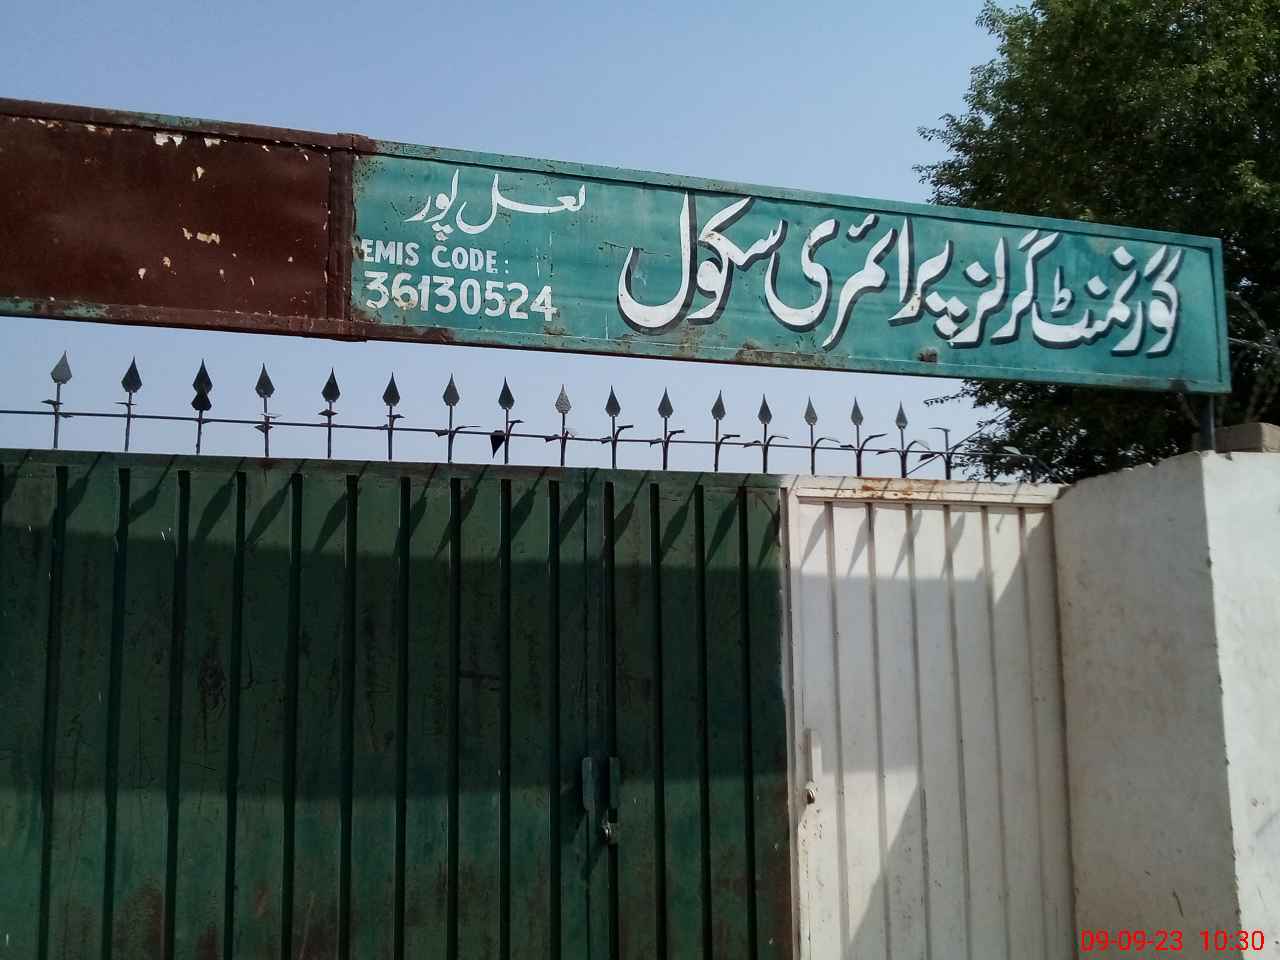 گورنمنٹ گرلز پرائمری سکول
لعل پور
EMIS CODE:
36130524
09-09-23 10:30